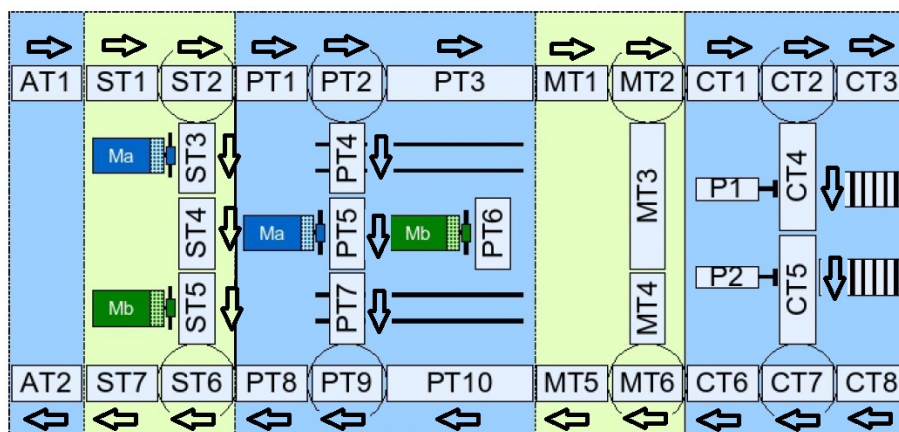 AT1 ST1 ST2 PT1 PT2 PT3 MT1 MT2 CT1 CT2 CT3
Ma ST3 PT4 MT3 P1 CT4
ST4 Ma PT5 Mb PT6
Mb ST5 PT7 MT4 P2 CT5
AT2 ST7 ST6 PT8 PT9 PT10 MT5 MT6 CT6 CT7 CT8